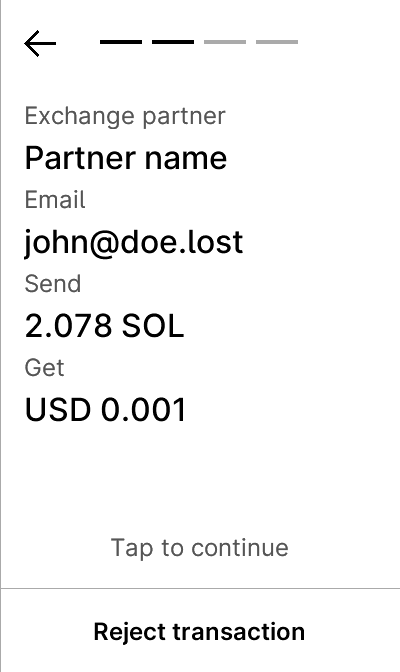 Exchange partner
Partner name
Email
john@doe.lost
Send
2.078 SOL
Get
USD 0.001
Tap to continue
Reject transaction